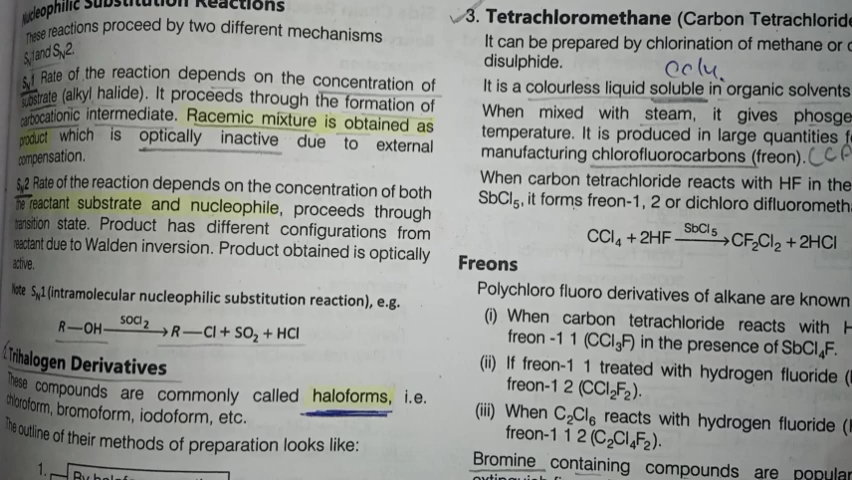 Nucleophilic Substitution Reactions
These reactions proceed by two different mechanisms
SN1 and SN2.
SN1 Rate of the reaction depends on the concentration of
substrate (alkyl halide). It proceeds through the formation of
carbocationic intermediate. Racemic mixture is obtained as
product which is optically inactive due to external
compensation.
SN2 Rate of the reaction depends on the concentration of both
the reactant substrate and nucleophile, proceeds through
transition state. Product has different configurations from
reactant due to Walden inversion. Product obtained is optically
active.
Note SN1 (intramolecular nucleophilic substitution reaction), e.g.
R—OH —SOCl2→ R—Cl + SO2 + HCl
Trihalogen Derivatives
These compounds are commonly called haloforms, i.e.
chloroform, bromoform, iodoform, etc.
The outline of their methods of preparation looks like:
1.
3. Tetrachloromethane (Carbon Tetrachloride
It can be prepared by chlorination of methane or
disulphide.
CCl4.
It is a colourless liquid soluble in organic solvents
When mixed with steam, it gives phosge
temperature. It is produced in large quantities f
manufacturing chlorofluorocarbons (freon).
When carbon tetrachloride reacts with HF in the
SbCl5, it forms freon-1, 2 or dichloro difluorometh
CCl4 + 2HF —SbCl5→ CF2Cl2 + 2HCl
Freons
Polychloro fluoro derivatives of alkane are known
(i) When carbon tetrachloride reacts with H
freon -1 1 (CCl3F) in the presence of SbCl4F.
(ii) If freon-1 1 treated with hydrogen fluoride (
freon-1 2 (CCl2F2).
(iii) When C2Cl6 reacts with hydrogen fluoride (
freon-1 1 2 (C2Cl4F2).
Bromine containing compounds are popular